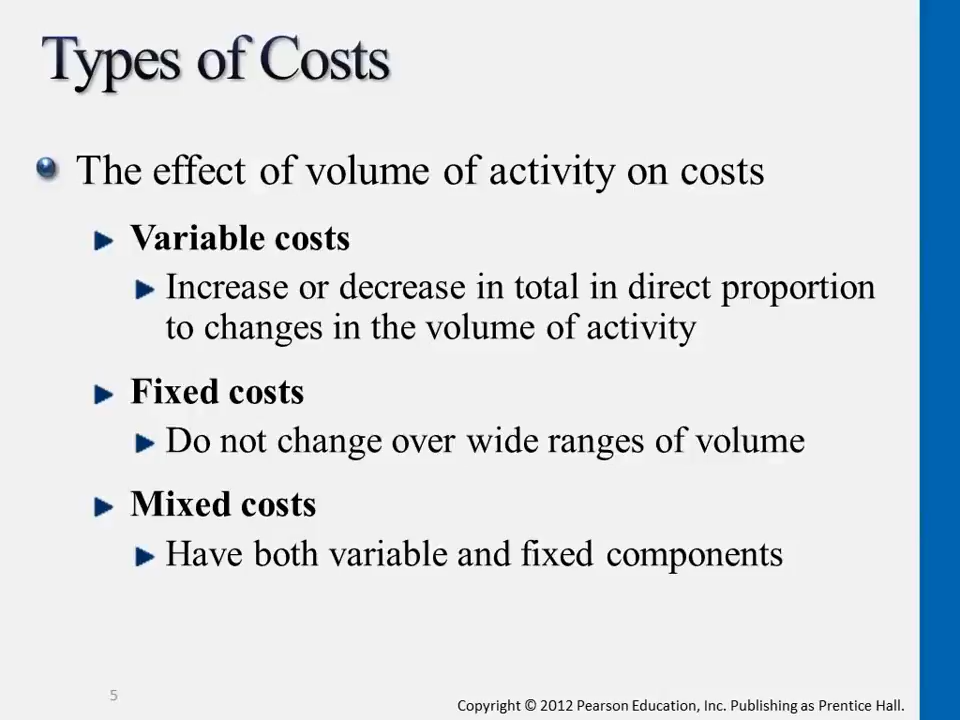 Types of Costs
The effect of volume of activity on costs
Variable costs
Increase or decrease in total in direct proportion
to changes in the volume of activity
Fixed costs
Do not change over wide ranges of volume
Mixed costs
Have both variable and fixed components
5
Copyright © 2012 Pearson Education, Inc. Publishing as Prentice Hall.